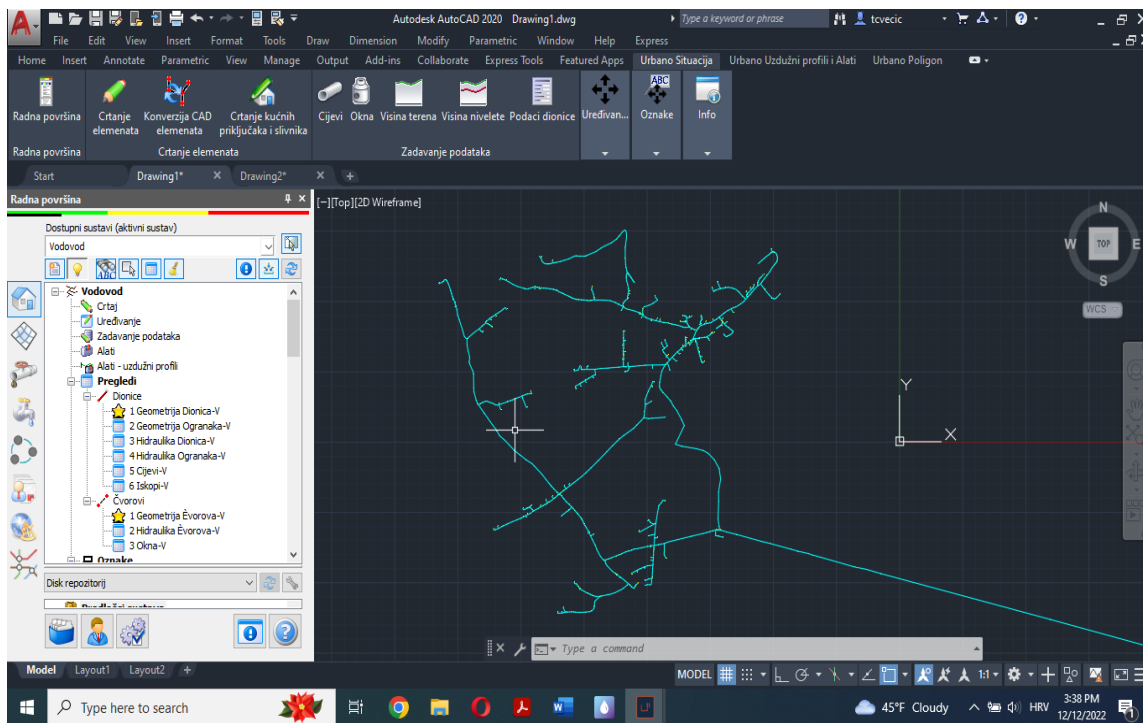 Autodesk AutoCAD 2020 Drawing1.dwg
Type a keyword or phrase
tcvecic
File Edit View Insert Format Tools Draw Dimension Modify Parametric Window Help Express
Home Insert Annotate Parametric View Manage Output Add-ins Collaborate Express Tools Featured Apps Urbano Situacija Urbano Uzdužni profili i Alati Urbano Poligon
Radna površina
Crtanje elemenata
Konverzija CAD elemenata
Crtanje kućnih priključaka i slivnika
Cijevi Okna Visina terena Visina nivelete Podaci dionice Uređivan... Oznake Info
ABC
Radna površina Crtanje elemenata Zadavanje podataka
Start Drawing1* Drawing2*
Radna površina
[−][Top][2D Wireframe]
Dostupni sustavi (aktivni sustav)
Vodovod
ABC
Vodovod
Crtaj
Uređivanje
Zadavanje podataka
Alati
Alati - uzdužni profili
Pregledi
Dionice
1 Geometrija Dionica-V
2 Geometrija Ogranaka-V
3 Hidraulika Dionica-V
4 Hidraulika Ogranaka-V
5 Cijevi-V
6 Iskopi-V
Čvorovi
1 Geometrija Èvorova-V
2 Hidraulika Èvorova-V
3 Okna-V
Oznake
Disk repozitorij
N
W TOP E
S
WCS
Y
X
Type a command
Model Layout1 Layout2 +
MODEL
1:1
Type here to search
45°F Cloudy
HRV
3:38 PM
12/12/2022